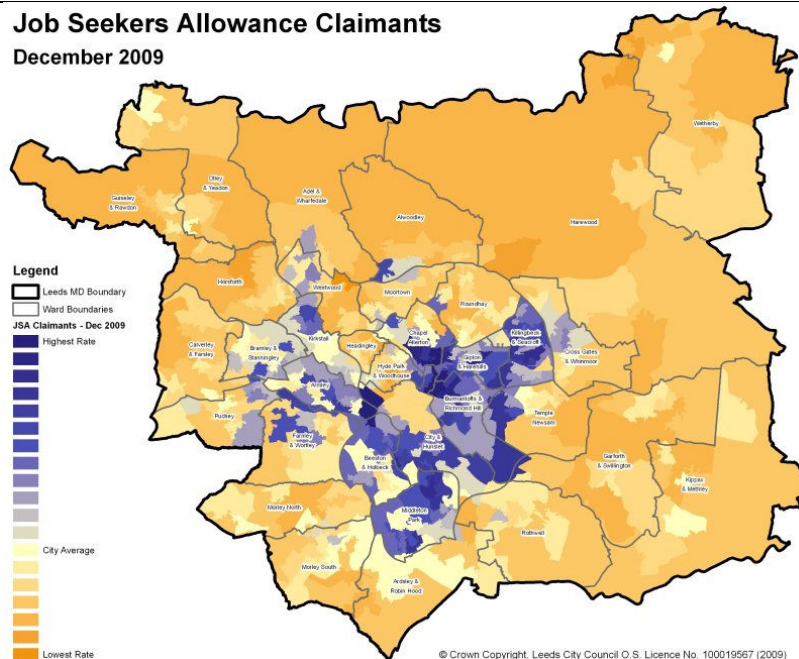 Job Seekers Allowance Claimants
December 2009
Wetherby
Otley
& Yeadon
Guiseley
& Rawdon
Adel &
Wharfedale
Alwoodley
Harewood
Legend
Leeds MD Boundary
Ward Boundaries
JSA Claimants - Dec 2009
Highest Rate
City Average
Lowest Rate
Horsforth
Weetwood
Moortown
Roundhay
Calverley
& Farsley
Bramley &
Stanningley
Kirkstall
Headingley
Chapel
Allerton
Killingbeck
& Seacroft
Gipton
& Harehills
Cross Gates
& Whinmoor
Hyde Park
& Woodhouse
Armley
Pudsey
Burmantofts &
Richmond Hill
Temple
Newsam
Farnley
& Wortley
City &
Hunslet
Beeston
& Holbeck
Garforth
& Swillington
Kippax
& Methley
Morley North
Middleton
Park
Rothwell
Morley South
Ardsley &
Robin Hood
© Crown Copyright. Leeds City Council O.S. Licence No. 100019567 (2009)